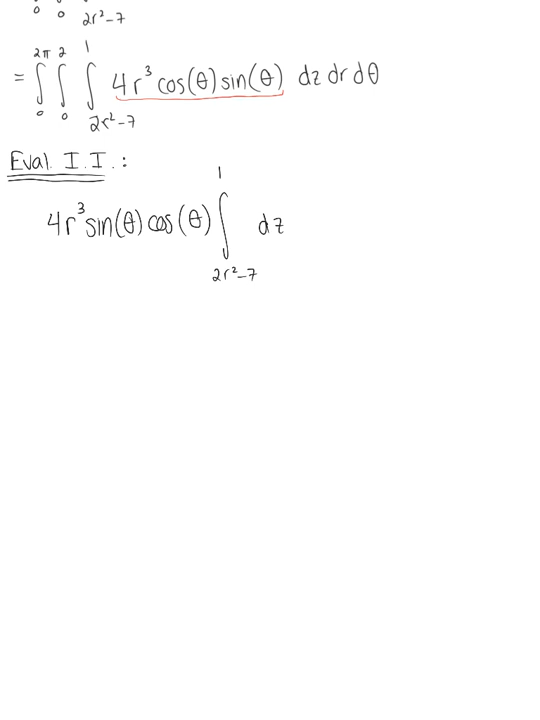 0 0 2r²-7
2π 2 1
= ∫ ∫ ∫ 4r³cos(θ)sin(θ) dz dr dθ
0 0 2r²-7
Eval. I.I.:
1
4r³sin(θ)cos(θ) ∫ dz
2r²-7